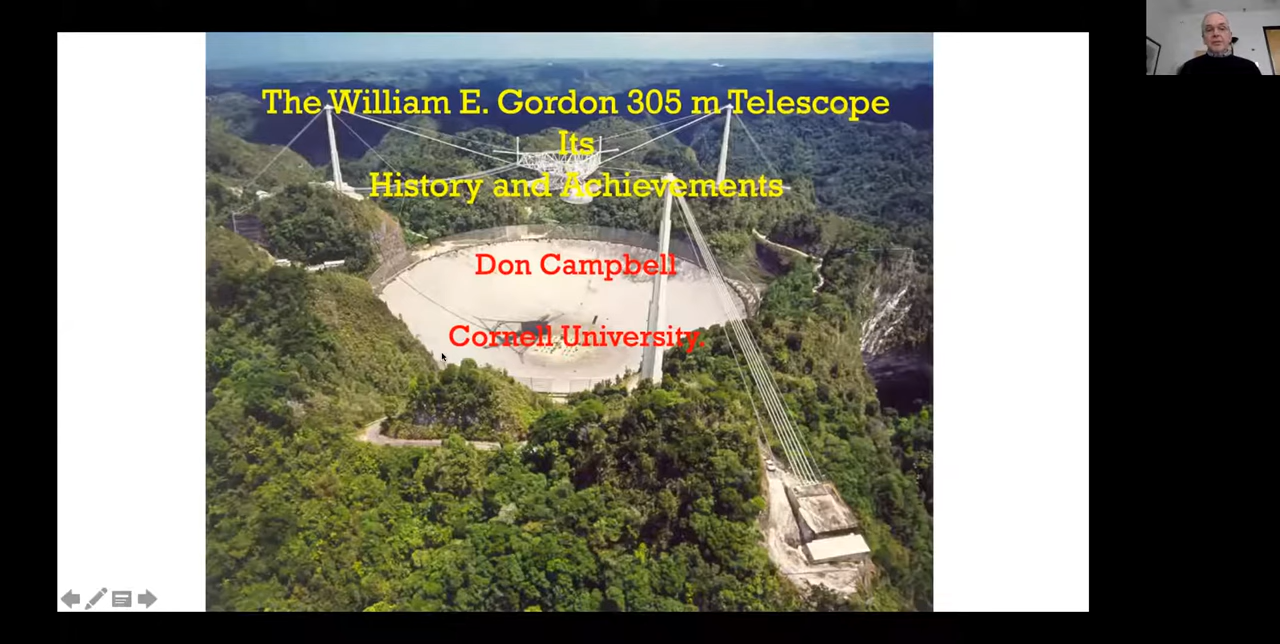 The William E. Gordon 305 m Telescope
Its
History and Achievements
Don Campbell
Cornell University.